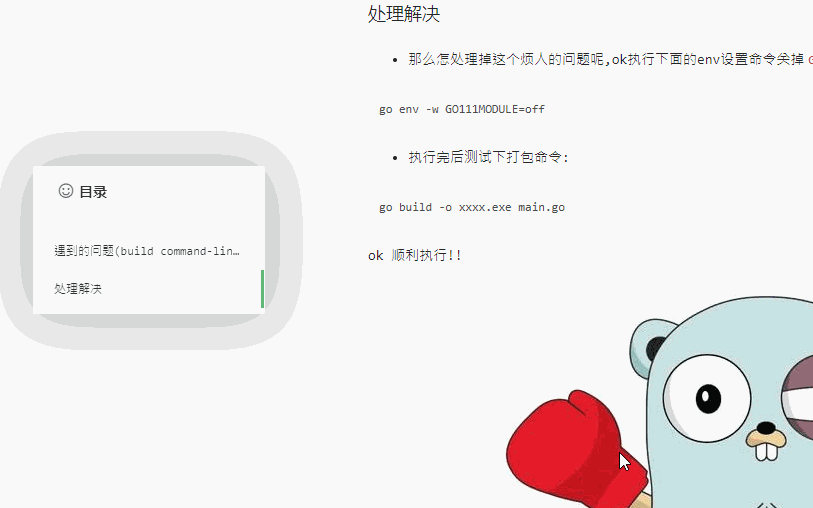 处理解决
那么怎处理掉这个烦人的问题呢,ok执行下面的env设置命令关掉
go env -w GO111MODULE=off
执行完后测试下打包命令:
go build -o xxxx.exe main.go
ok 顺利执行!!
目录
遇到的问题(build command-lin…
处理解决